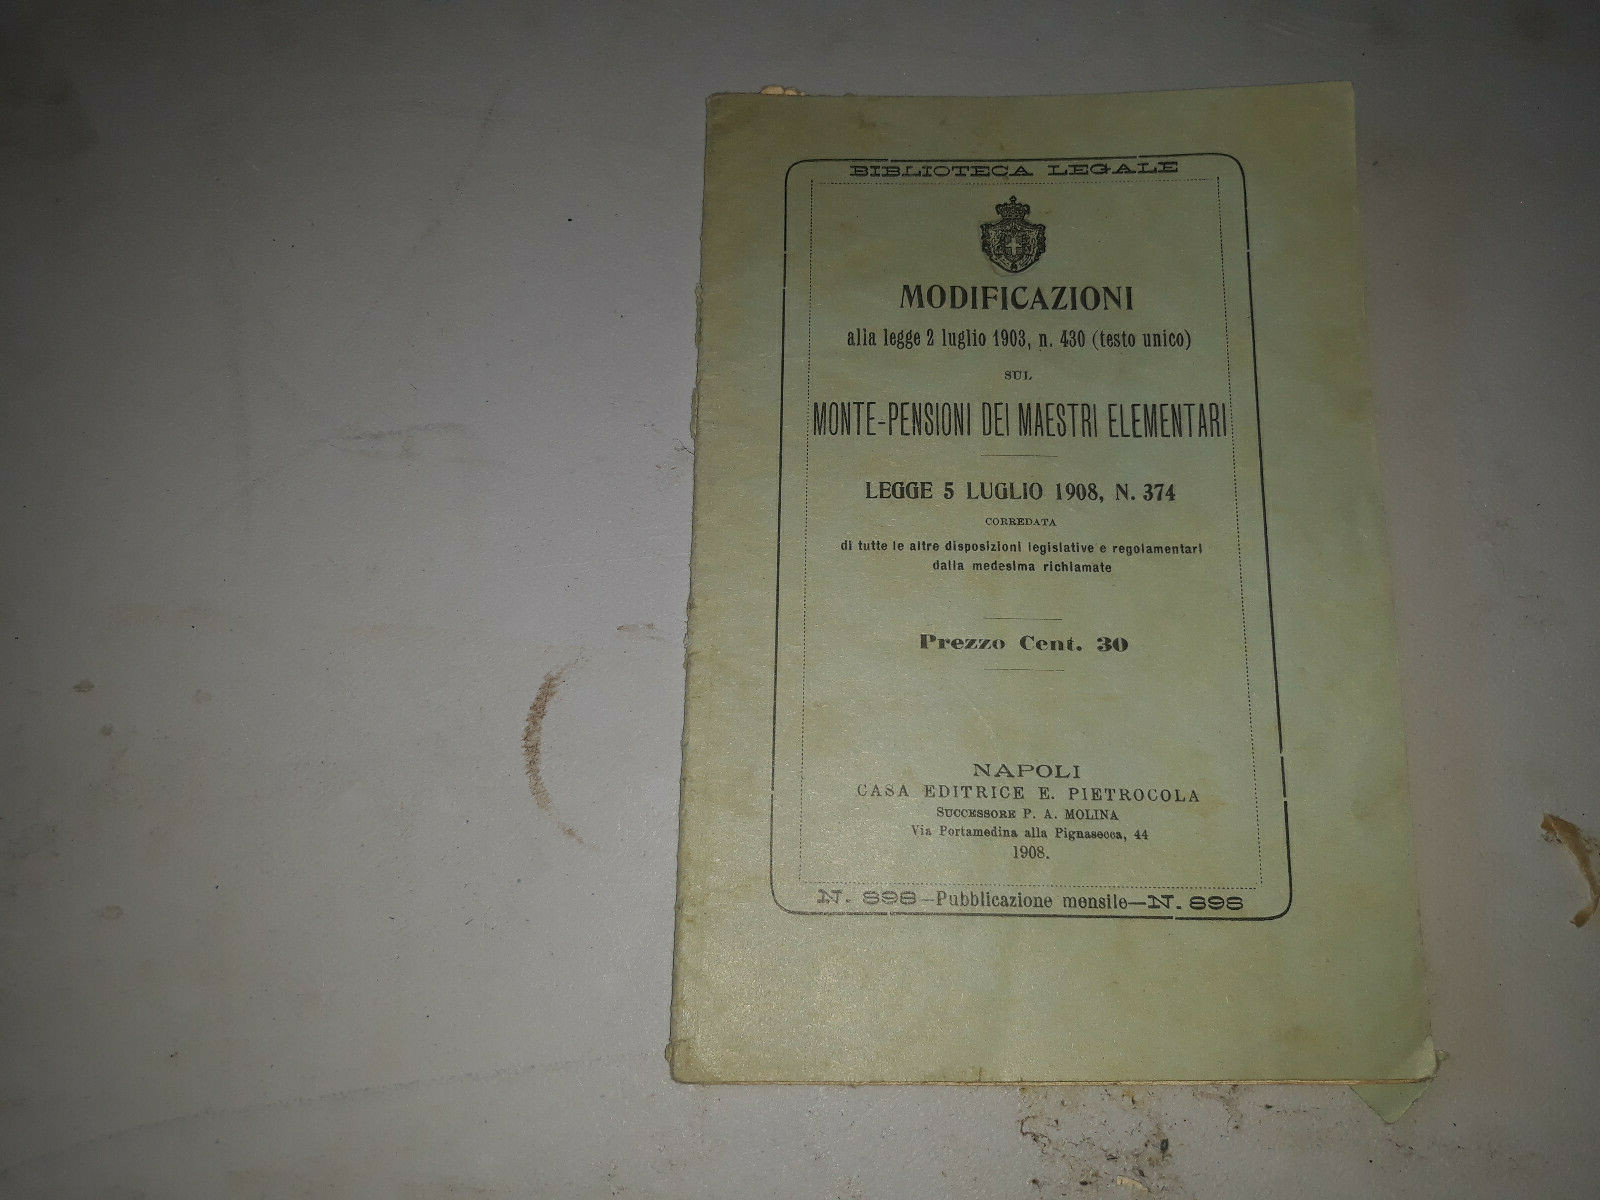 BIBLIOTECA LEGALE
MODIFICAZIONI
alla legge 2 luglio 1903, n. 430 (testo unico)
SUL
MONTE-PENSIONI DEI MAESTRI ELEMENTARI
LEGGE 5 LUGLIO 1908, N. 374
CORREDATA
di tutte le altre disposizioni legislative e regolamentari
dalla medesima richiamate
Prezzo Cent. 30
NAPOLI
CASA EDITRICE E. PIETROCOLA
SUCCESSORE P. A. MOLINA
Via Portamedina alla Pignasecca, 44
1908.
N. 898—Pubblicazione mensile—N. 898